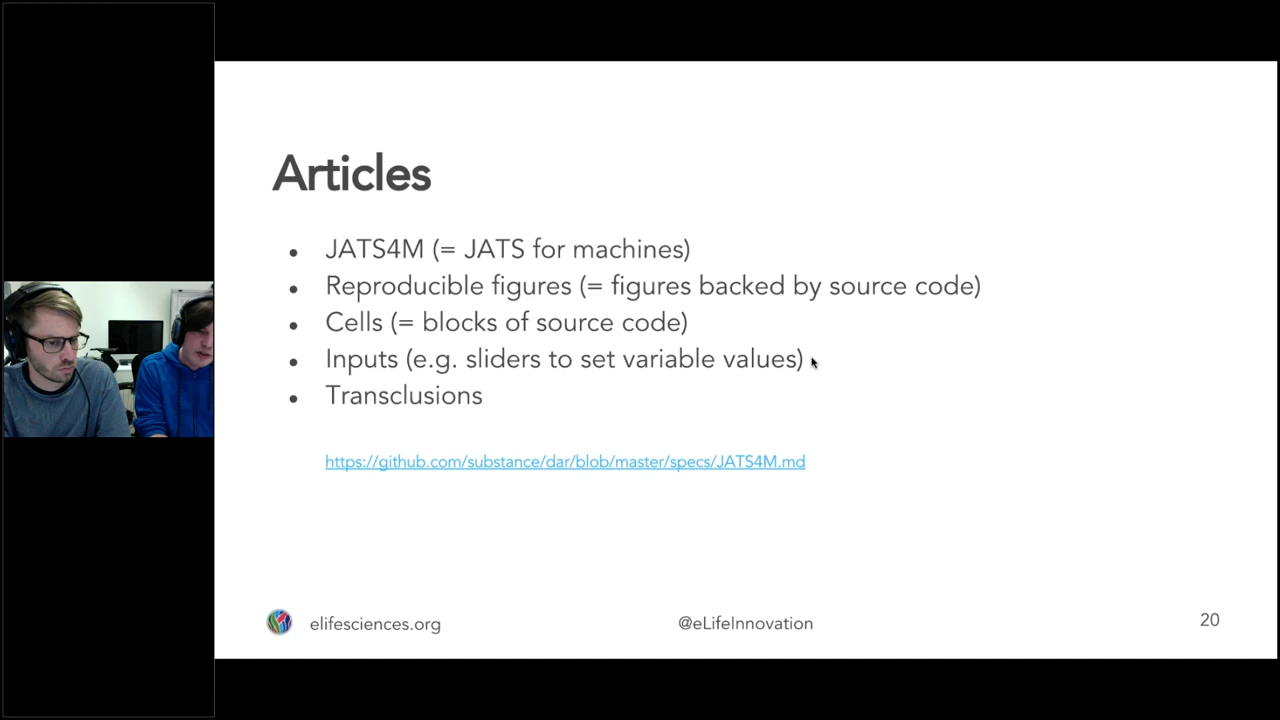 Articles
● JATS4M (= JATS for machines)
● Reproducible figures (= figures backed by source code)
● Cells (= blocks of source code)
● Inputs (e.g. sliders to set variable values)
● Transclusions
https://github.com/substance/dar/blob/master/specs/JATS4M.md
elifesciences.org @eLifeInnovation 20